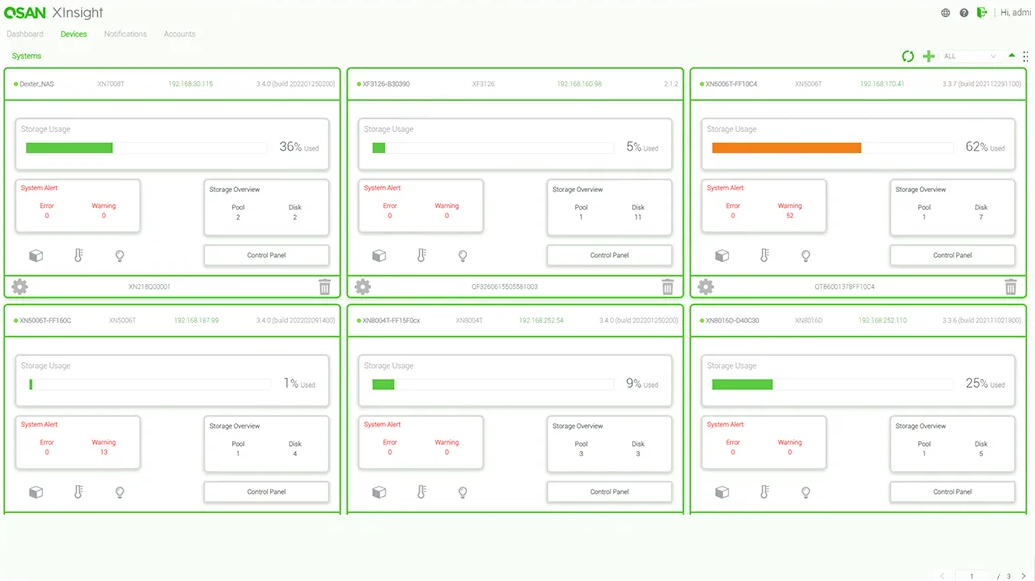 QSAN XInsight Hi, admi
Dashboard Devices Notifications Accounts
Systems ALL
Dexter_NAS XN7008T 192.168.30.115 3.4.0 (build 202201250200)
Storage Usage
36% Used
System Alert
Error Warning
0 0
Storage Overview
Pool Disk
2 2
Control Panel
XN218Q00001
XF3126-B30390 XF3126 192.168.160.98 2.1.2
Storage Usage
5% Used
System Alert
Error Warning
0 0
Storage Overview
Pool Disk
1 11
Control Panel
QF3260615505581003
XN5006T-FF10C4 XN5006T 192.168.170.41 3.3.7 (build 202112291100)
Storage Usage
62% Used
System Alert
Error Warning
0 52
Storage Overview
Pool Disk
1 7
Control Panel
QT86001378FF10C4
XN5006T-FF160C XN5006T 192.168.187.99 3.4.0 (build 202202091400)
Storage Usage
1% Used
System Alert
Error Warning
0 13
Storage Overview
Pool Disk
1 4
Control Panel
XN8004T-FF15F0cx XN8004T 192.168.252.54 3.4.0 (build 202201250200)
Storage Usage
9% Used
System Alert
Error Warning
0 0
Storage Overview
Pool Disk
3 3
Control Panel
XN8016D-D40C30 XN8016D 192.168.252.110 3.3.6 (build 202111021800)
Storage Usage
25% Used
System Alert
Error Warning
0 0
Storage Overview
Pool Disk
1 5
Control Panel
1 / 3